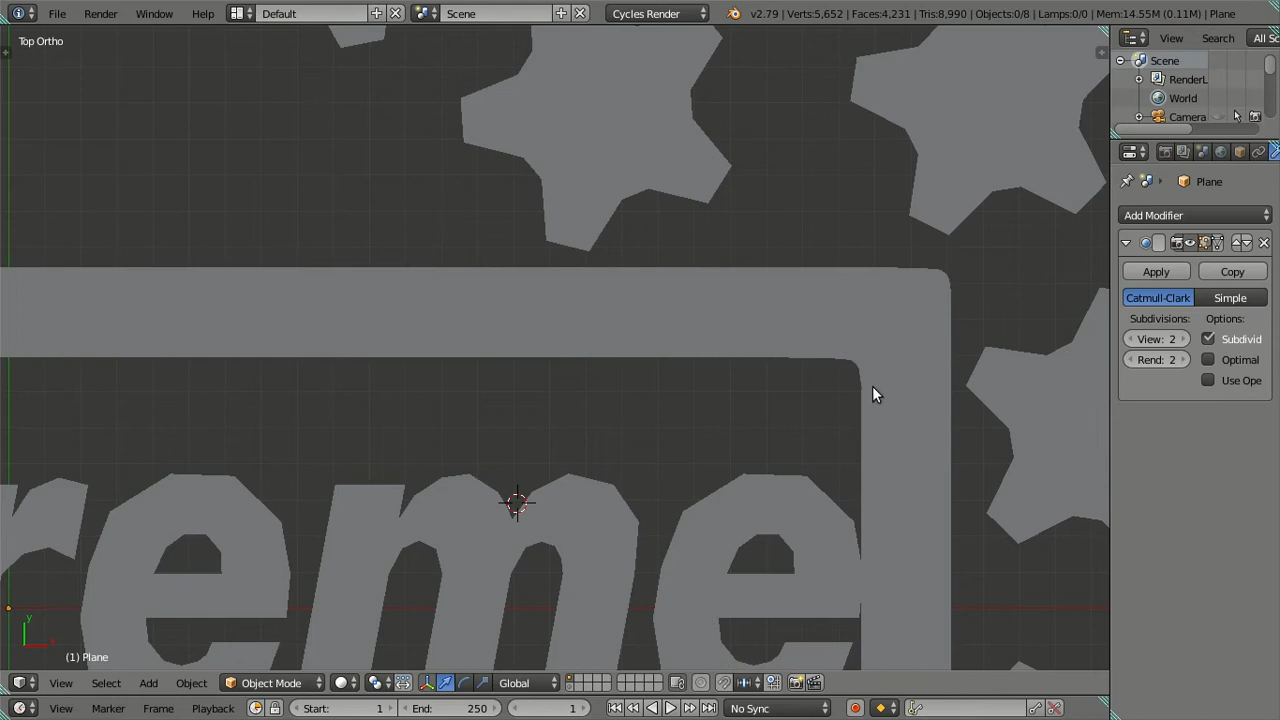 File Render Window Help Default Scene Cycles Render v2.79 | Verts:5,652 | Faces:4,231 | Tris:8,990 | Objects:0/8 | Lamps:0/0 | Mem:14.55M (0.11M) | Plane
Top Ortho
View Search All Sc
Scene
RenderL
World
Camera
Plane
Add Modifier
Apply Copy
Catmull-Clark Simple
Subdivisions: Options:
View: 2 Subdivid
Rend: 2 Optimal
Use Ope
reme
y
x
(1) Plane
View Select Add Object Object Mode Global
View Marker Frame Playback Start: 1 End: 250 1 No Sync